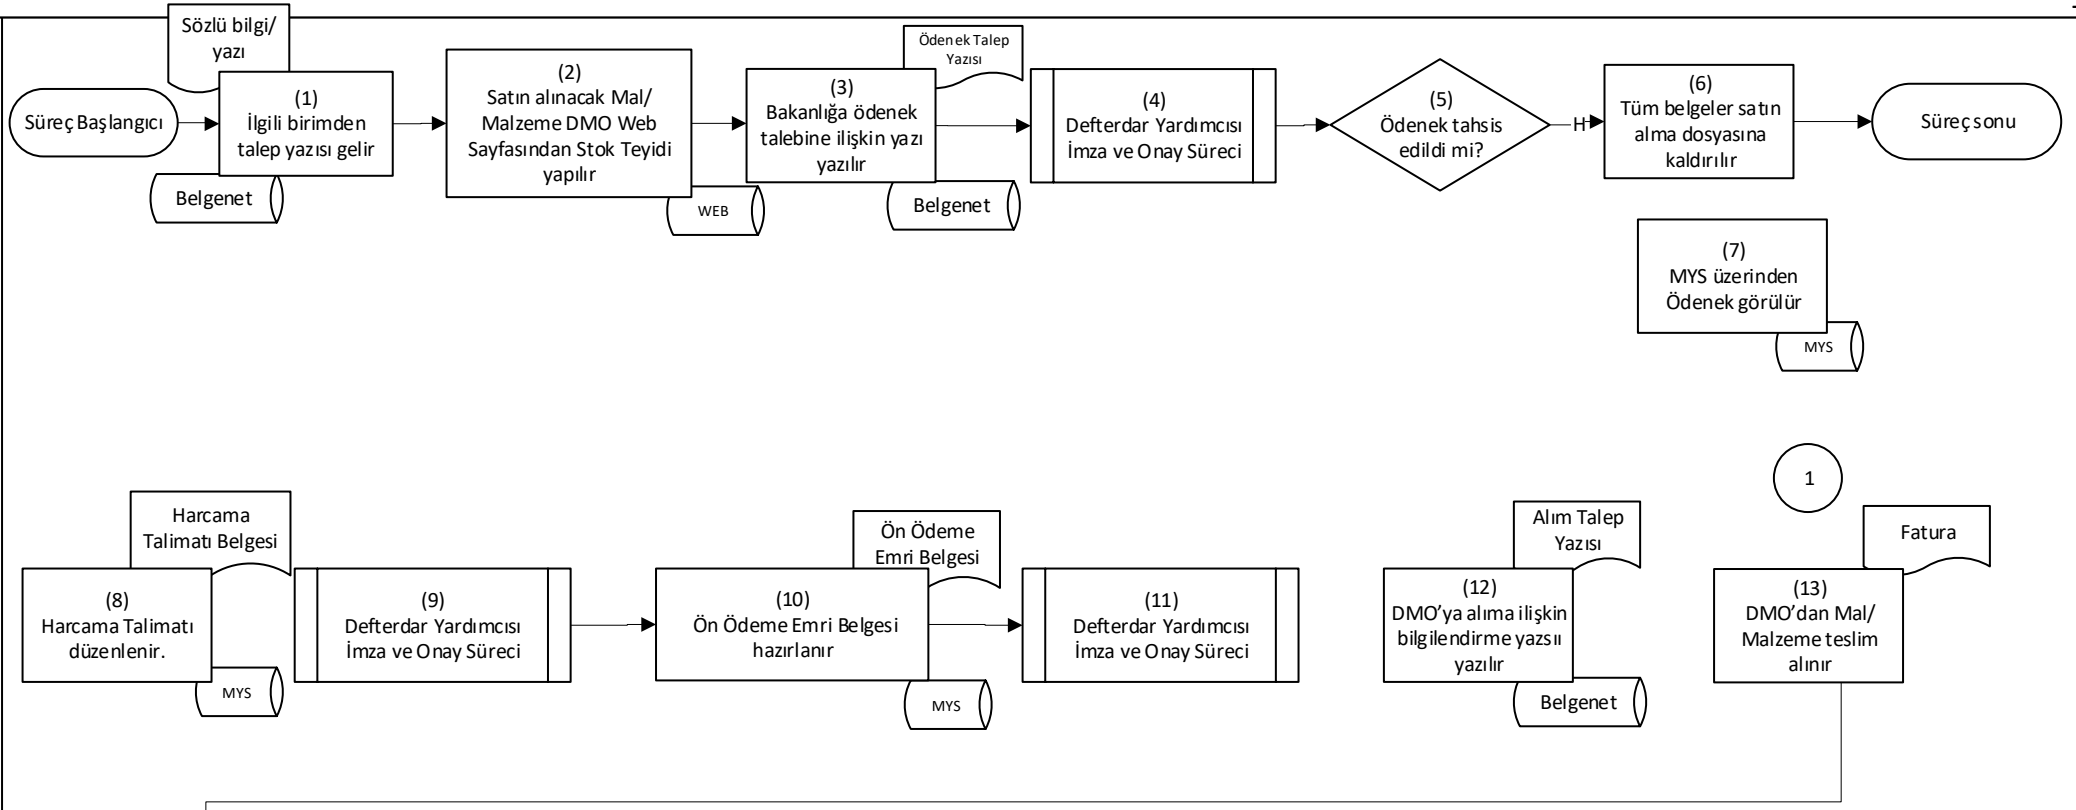 Sözlü bilgi/
yazı
Süreç Başlangıcı
(1)
İlgili birimden
talep yazısı gelir
Belgenet
(2)
Satın alınacak Mal/
Malzeme DMO Web
Sayfasından Stok Teyidi
yapılır
WEB
Ödenek Talep
Yazısı
(3)
Bakanlığa ödenek
talebine ilişkin yazı
yazılır
Belgenet
(4)
Defterdar Yardımcısı
İmza ve Onay Süreci
(5)
Ödenek tahsis
edildi mi?
H
(6)
Tüm belgeler satın
alma dosyasına
kaldırılır
Süreç sonu
(7)
MYS üzerinden
Ödenek görülür
MYS
1
Harcama
Talimatı Belgesi
(8)
Harcama Talimatı
düzenlenir.
MYS
(9)
Defterdar Yardımcısı
İmza ve Onay Süreci
Ön Ödeme
Emri Belgesi
(10)
Ön Ödeme Emri Belgesi
hazırlanır
MYS
(11)
Defterdar Yardımcısı
İmza ve Onay Süreci
Alım Talep
Yazısı
(12)
DMO’ya alıma ilişkin
bilgilendirme yazsıı
yazılır
Belgenet
Fatura
(13)
DMO’dan Mal/
Malzeme teslim
alınır